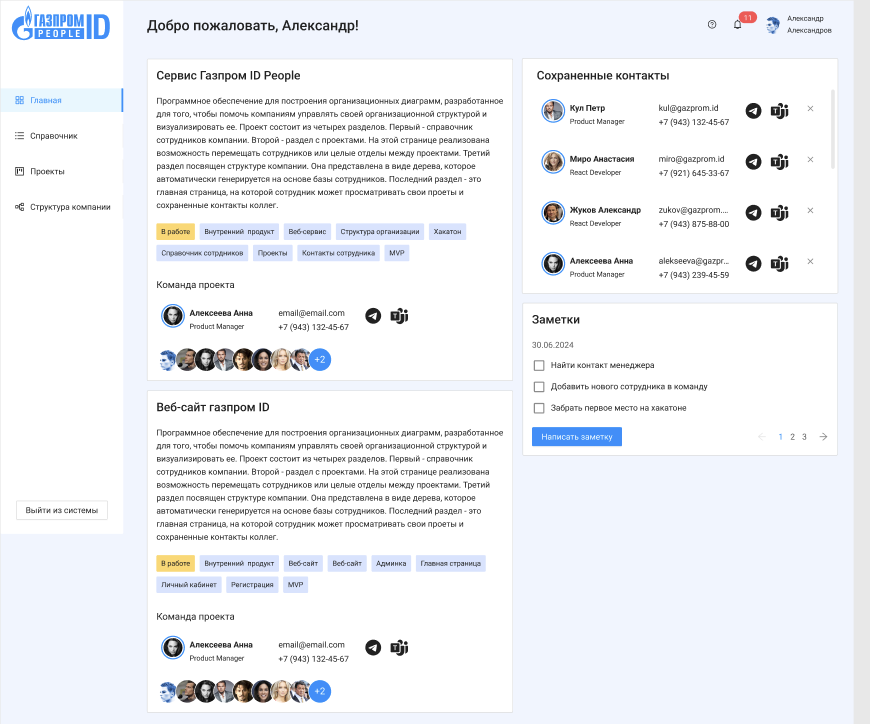 ГАЗПРОМ ID
PEOPLE
Главная
Справочник
Проекты
Структура компании
Выйти из системы
Добро пожаловать, Александр!
11
Александр
Александров
Сервис Газпром ID People
Программное обеспечение для построения организационных диаграмм, разработанное
для того, чтобы помочь компаниям управлять своей организационной структурой и
визуализировать ее. Проект состоит из четырех разделов. Первый - справочник
сотрудников компании. Второй - раздел с проектами. На этой странице реализована
возможность перемещать сотрудников или целые отделы между проектами. Третий
раздел посвящен структуре компании. Она представлена в виде дерева, которое
автоматически генерируется на основе базы сотрудников. Последний раздел - это
главная страница, на которой сотрудник может просматривать свои проеты и
сохраненные контакты коллег.
В работе Внутренний продукт Веб-сервис Структура организации Хакатон
Справочник сотрдников Проекты Контакты сотрудника MVP
Команда проекта
Алексеева Анна email@email.com
Product Manager +7 (943) 132-45-67
+2
Веб-сайт газпром ID
Программное обеспечение для построения организационных диаграмм, разработанное
для того, чтобы помочь компаниям управлять своей организационной структурой и
визуализировать ее. Проект состоит из четырех разделов. Первый - справочник
сотрудников компании. Второй - раздел с проектами. На этой странице реализована
возможность перемещать сотрудников или целые отделы между проектами. Третий
раздел посвящен структуре компании. Она представлена в виде дерева, которое
автоматически генерируется на основе базы сотрудников. Последний раздел - это
главная страница, на которой сотрудник может просматривать свои проеты и
сохраненные контакты коллег.
В работе Внутренний продукт Веб-сайт Веб-сайт Админка Главная страница
Личный кабинет Регистрация MVP
Команда проекта
Алексеева Анна email@email.com
Product Manager +7 (943) 132-45-67
+2
Сохраненные контакты
Кул Петр kul@gazprom.id
Product Manager +7 (943) 132-45-67
Миро Анастасия miro@gazprom.id
React Developer +7 (921) 645-33-67
Жуков Александр zukov@gazprom....
React Developer +7 (943) 875-88-00
Алексеева Анна alekseeva@gazpr...
Product Manager +7 (943) 239-45-59
Заметки
30.06.2024
Найти контакт менеджера
Добавить нового сотрудника в команду
Забрать первое место на хакатоне
Написать заметку
1 2 3